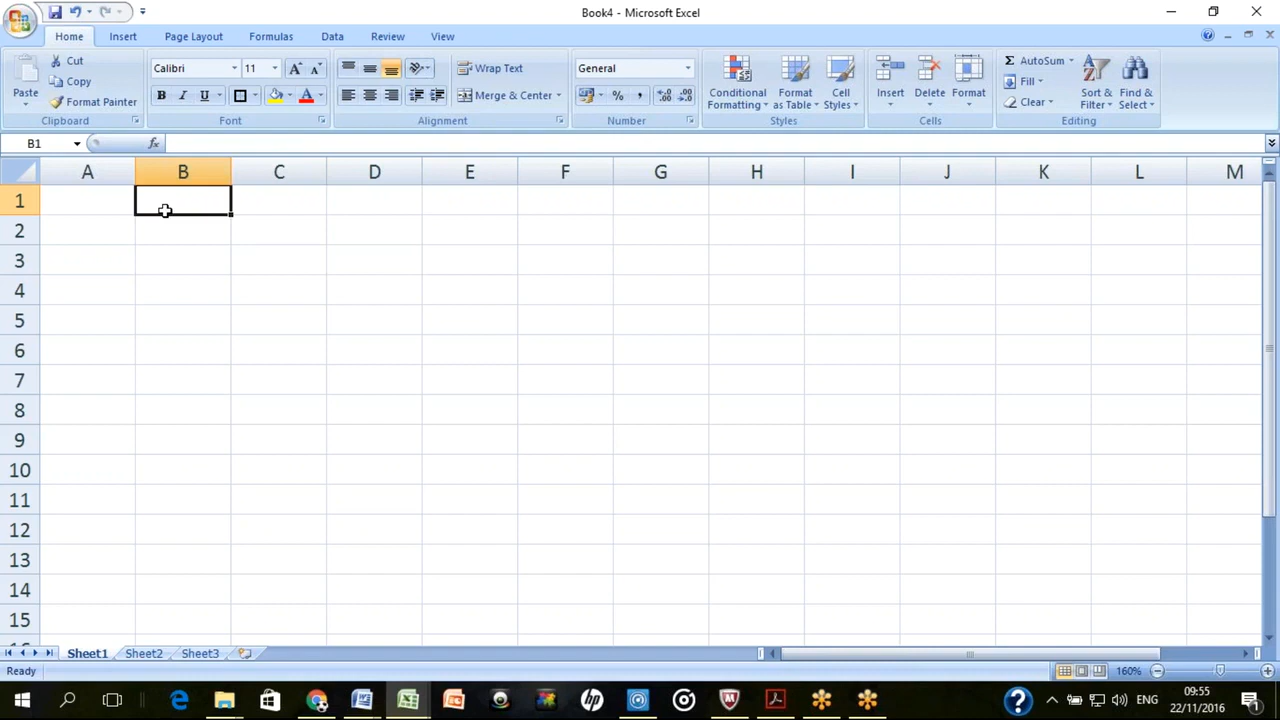 Book4 - Microsoft Excel
Home Insert Page Layout Formulas Data Review View
Paste
Cut
Copy
Format Painter
Clipboard
Calibri 11
B I U
Font
Wrap Text
Merge & Center
Alignment
General
% ,
Number
Conditional Formatting
Format as Table
Cell Styles
Styles
Insert
Delete
Format
Cells
Σ AutoSum
Fill
Clear
Sort & Filter
Find & Select
Editing
B1 fx
A B C D E F G H I J K L M
1
2
3
4
5
6
7
8
9
10
11
12
13
14
15
Sheet1 Sheet2 Sheet3
Ready 160%
ENG
09:55
22/11/2016